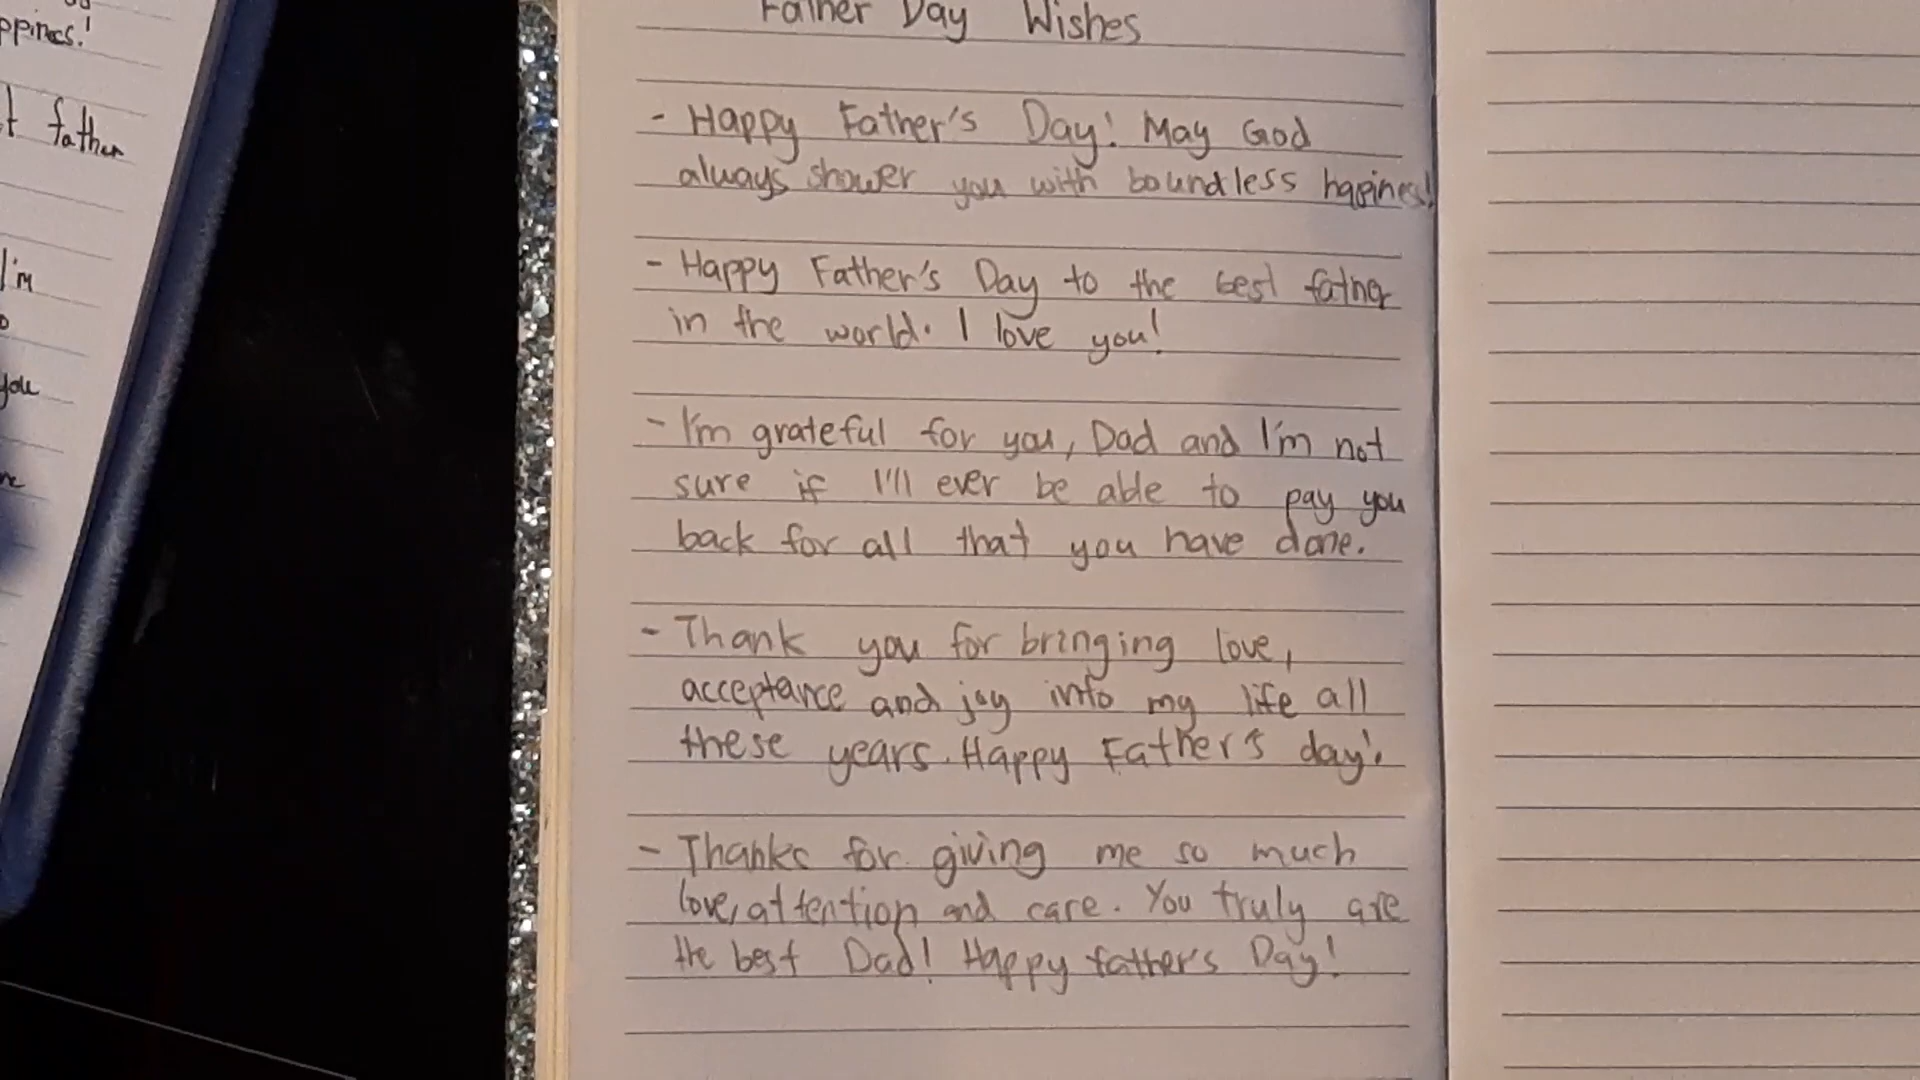 ppines!
t father
I'm
you
Father Day Wishes
- Happy Father's Day! May God
always shower you with boundless happines!
- Happy Father's Day to the best father
in the world. I love you!
- I'm grateful for you, Dad and I'm not
sure if I'll ever be able to pay you
back for all that you have done.
- Thank you for bringing love,
acceptance and joy into my life all
these years. Happy Father's day!
- Thanks for giving me so much
love, attention and care. You truly are
the best Dad! Happy father's Day!